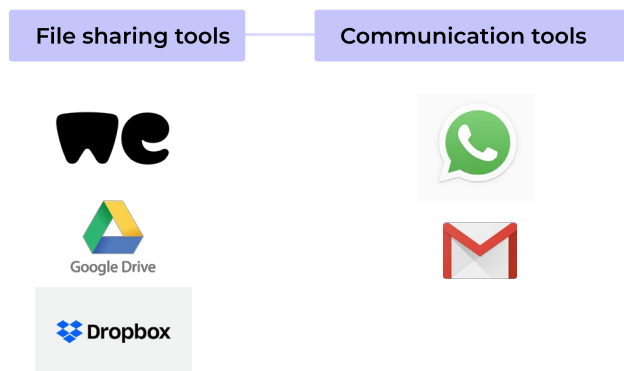 File sharing tools
Communication tools
we
Google Drive
Dropbox